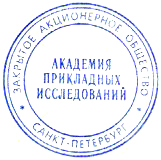 ЗАКРЫТОЕ АКЦИОНЕРНОЕ ОБЩЕСТВО
АКАДЕМИЯ
ПРИКЛАДНЫХ
ИССЛЕДОВАНИЙ
* САНКТ-ПЕТЕРБУРГ *